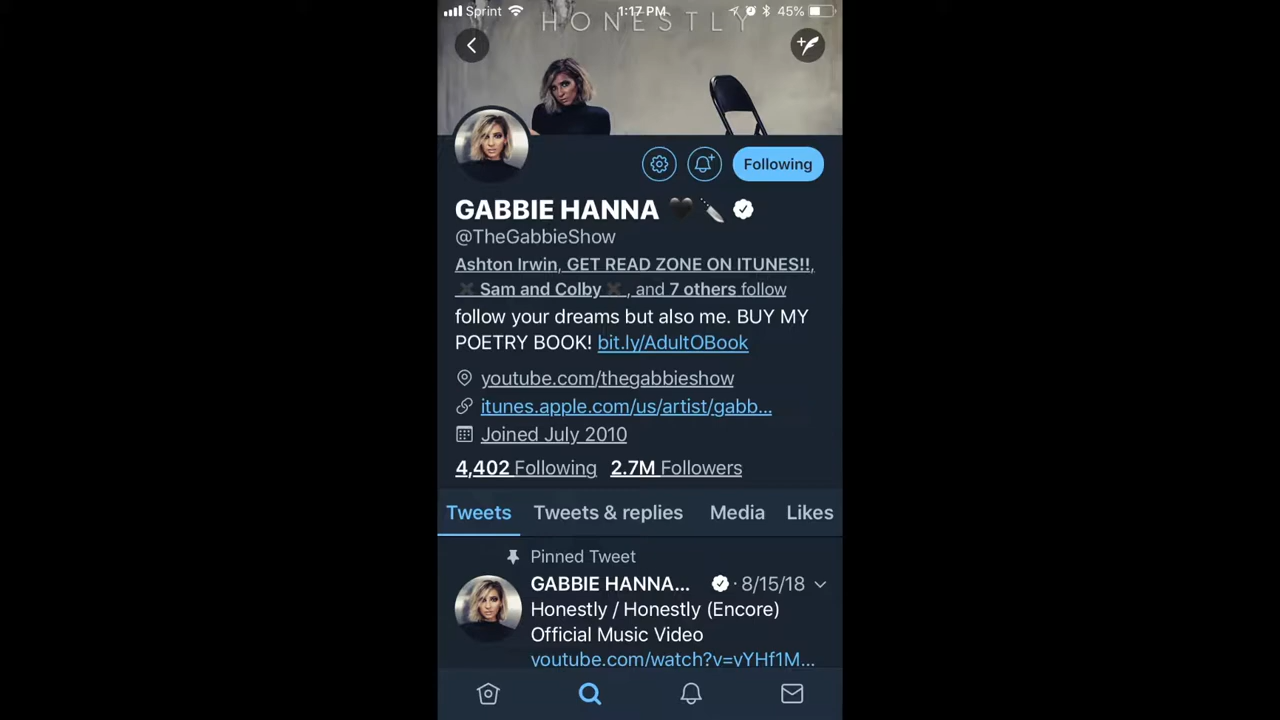 Sprint 1:17 PM 45%
HONESTLY
Following
GABBIE HANNA 🖤🔪
@TheGabbieShow
Ashton Irwin, GET READ ZONE ON ITUNES!!,
✖ Sam and Colby ✖, and 7 others follow
follow your dreams but also me. BUY MY
POETRY BOOK! bit.ly/AdultOBook
youtube.com/thegabbieshow
itunes.apple.com/us/artist/gabb...
Joined July 2010
4,402 Following 2.7M Followers
Tweets Tweets & replies Media Likes
Pinned Tweet
GABBIE HANNA... · 8/15/18
Honestly / Honestly (Encore)
Official Music Video
youtube.com/watch?v=yYHf1M...